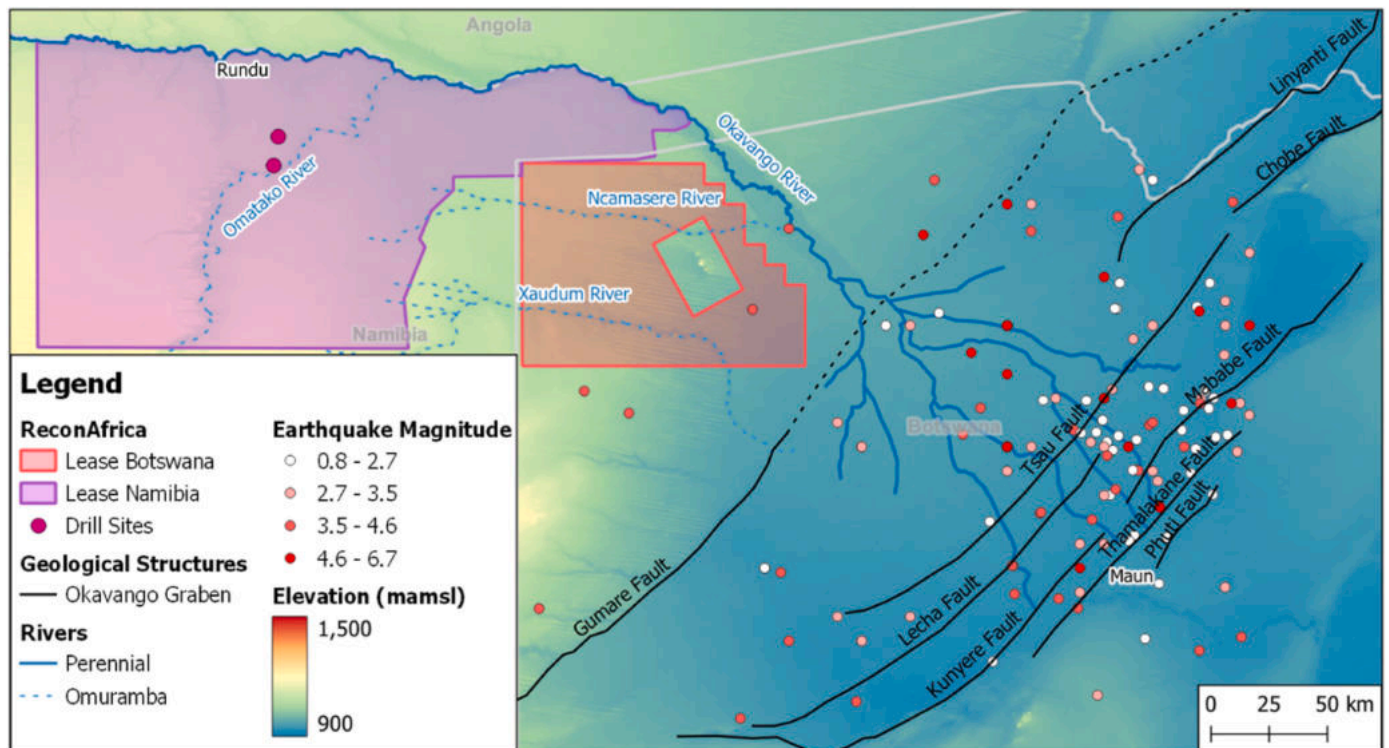 Angola
Rundu
Okavango River
Linyanti Fault
Chobe Fault
Omatako River
Ncamasere River
Xaudum River
Namibia
Mababe Fault
Botswana
Tsau Fault
Thamalakane Fault
Phuti Fault
Maun
Gumare Fault
Lecha Fault
Kunyere Fault
Legend
ReconAfrica
Lease Botswana
Lease Namibia
Drill Sites
Geological Structures
Okavango Graben
Rivers
Perennial
Omuramba
Earthquake Magnitude
0.8 - 2.7
2.7 - 3.5
3.5 - 4.6
4.6 - 6.7
Elevation (mamsl)
1,500
900
0 25 50 km